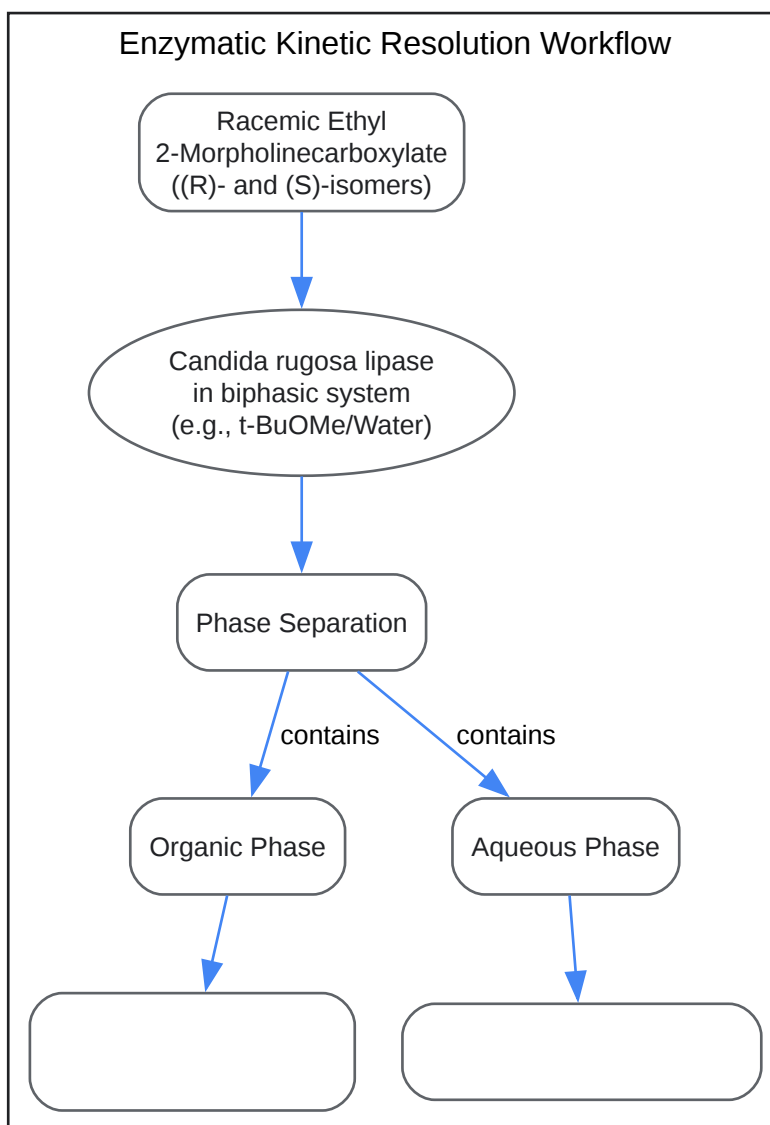 Enzymatic Kinetic Resolution Workflow
Racemic Ethyl
2-Morpholinecarboxylate
((R)- and (S)-isomers)
Candida rugosa lipase
in biphasic system
(e.g., t-BuOMe/Water)
Phase Separation
contains
contains
Organic Phase
Aqueous Phase